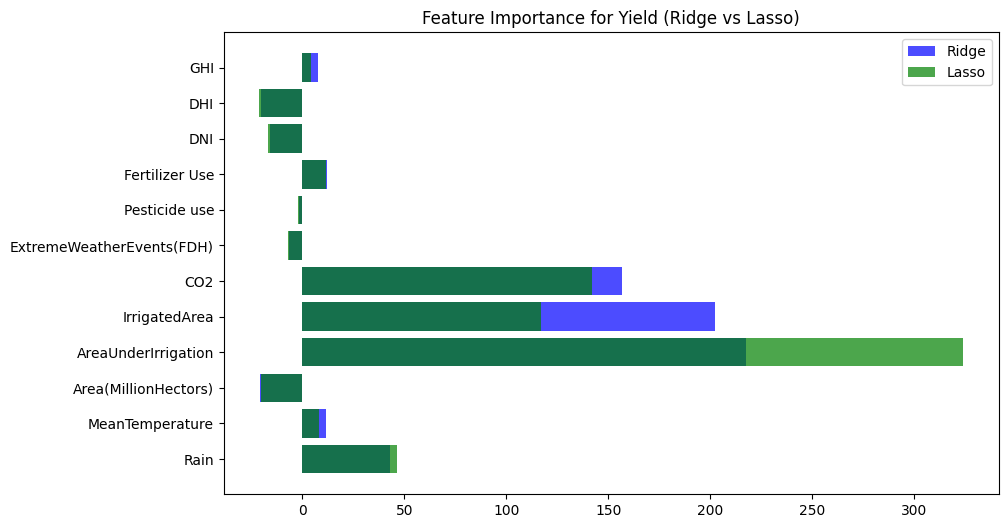 Feature Importance for Yield (Ridge vs Lasso)
Ridge
Lasso
GHI
DHI
DNI
Fertilizer Use
Pesticide use
ExtremeWeatherEvents(FDH)
CO2
IrrigatedArea
AreaUnderIrrigation
Area(MillionHectors)
MeanTemperature
Rain
0 50 100 150 200 250 300